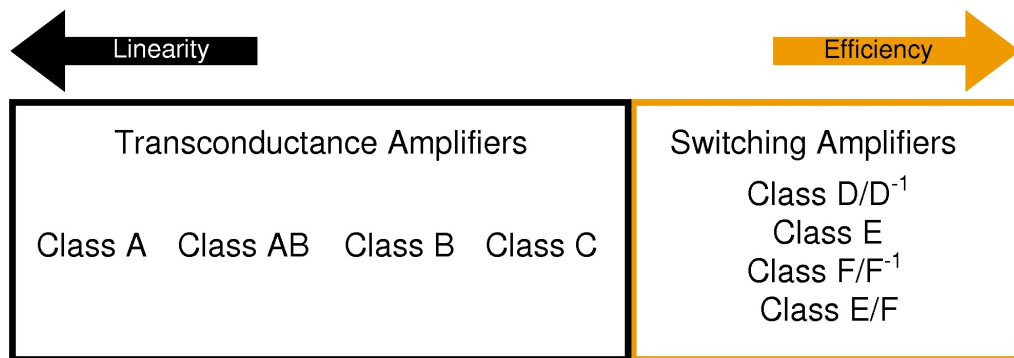 Linearity
Efficiency
Transconductance Amplifiers
Class A Class AB Class B Class C
Switching Amplifiers
Class D/D⁻¹
Class E
Class F/F⁻¹
Class E/F